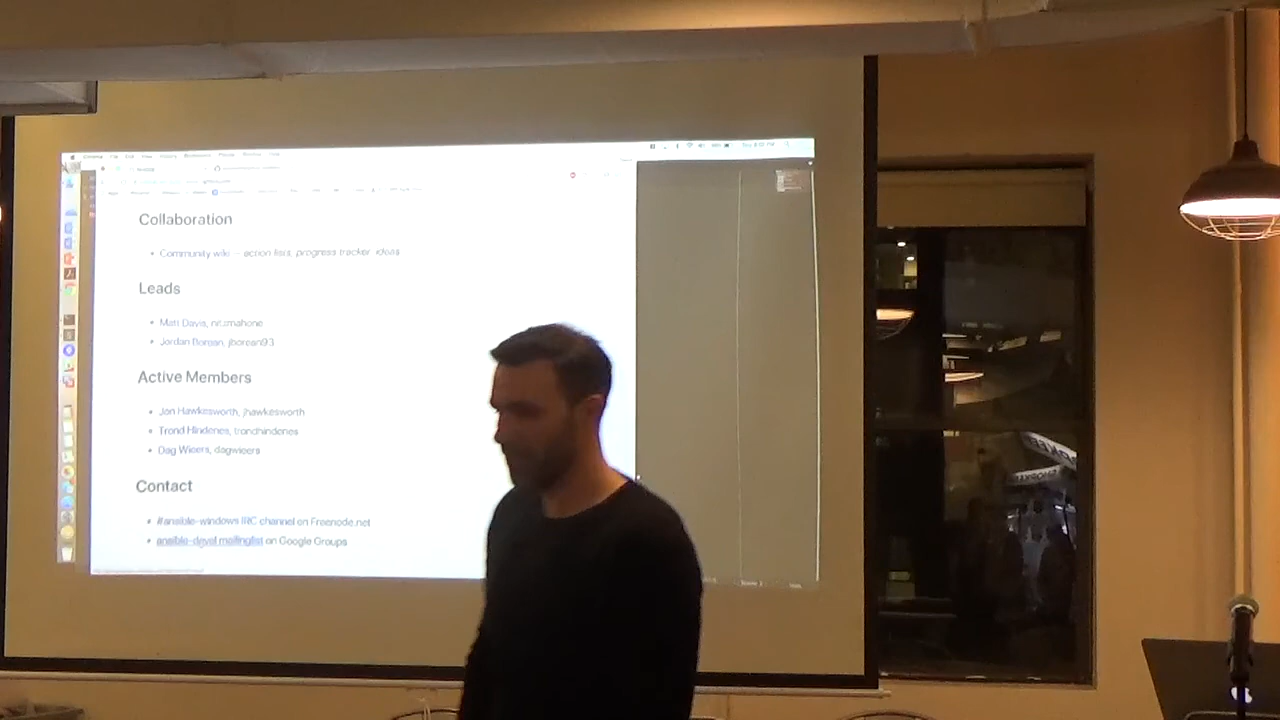 Collaboration
Community wiki – action lists, progress tracker, ideas
Leads
Matt Davis, nitzmahone
Jordan Borean, jborean93
Active Members
Jon Hawkesworth, jhawkesworth
Trond Hindenes, trondhindenes
Dag Wieers, dagwieers
Contact
#ansible-windows IRC channel on Freenode.net
ansible-devel mailinglist on Google Groups